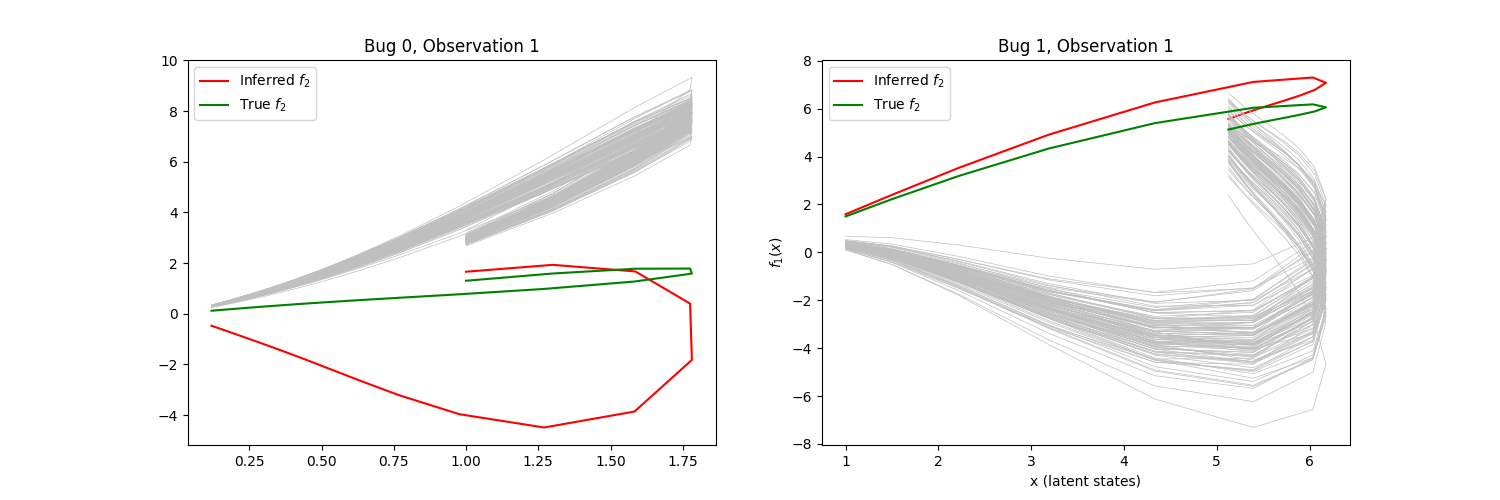 Bug 0, Observation 1
Inferred f₂
True f₂
10
8
6
4
2
0
−2
−4
0.25 0.50 0.75 1.00 1.25 1.50 1.75
Bug 1, Observation 1
Inferred f₂
True f₂
f₁(x)
8
6
4
2
0
−2
−4
−6
−8
1 2 3 4 5 6
x (latent states)